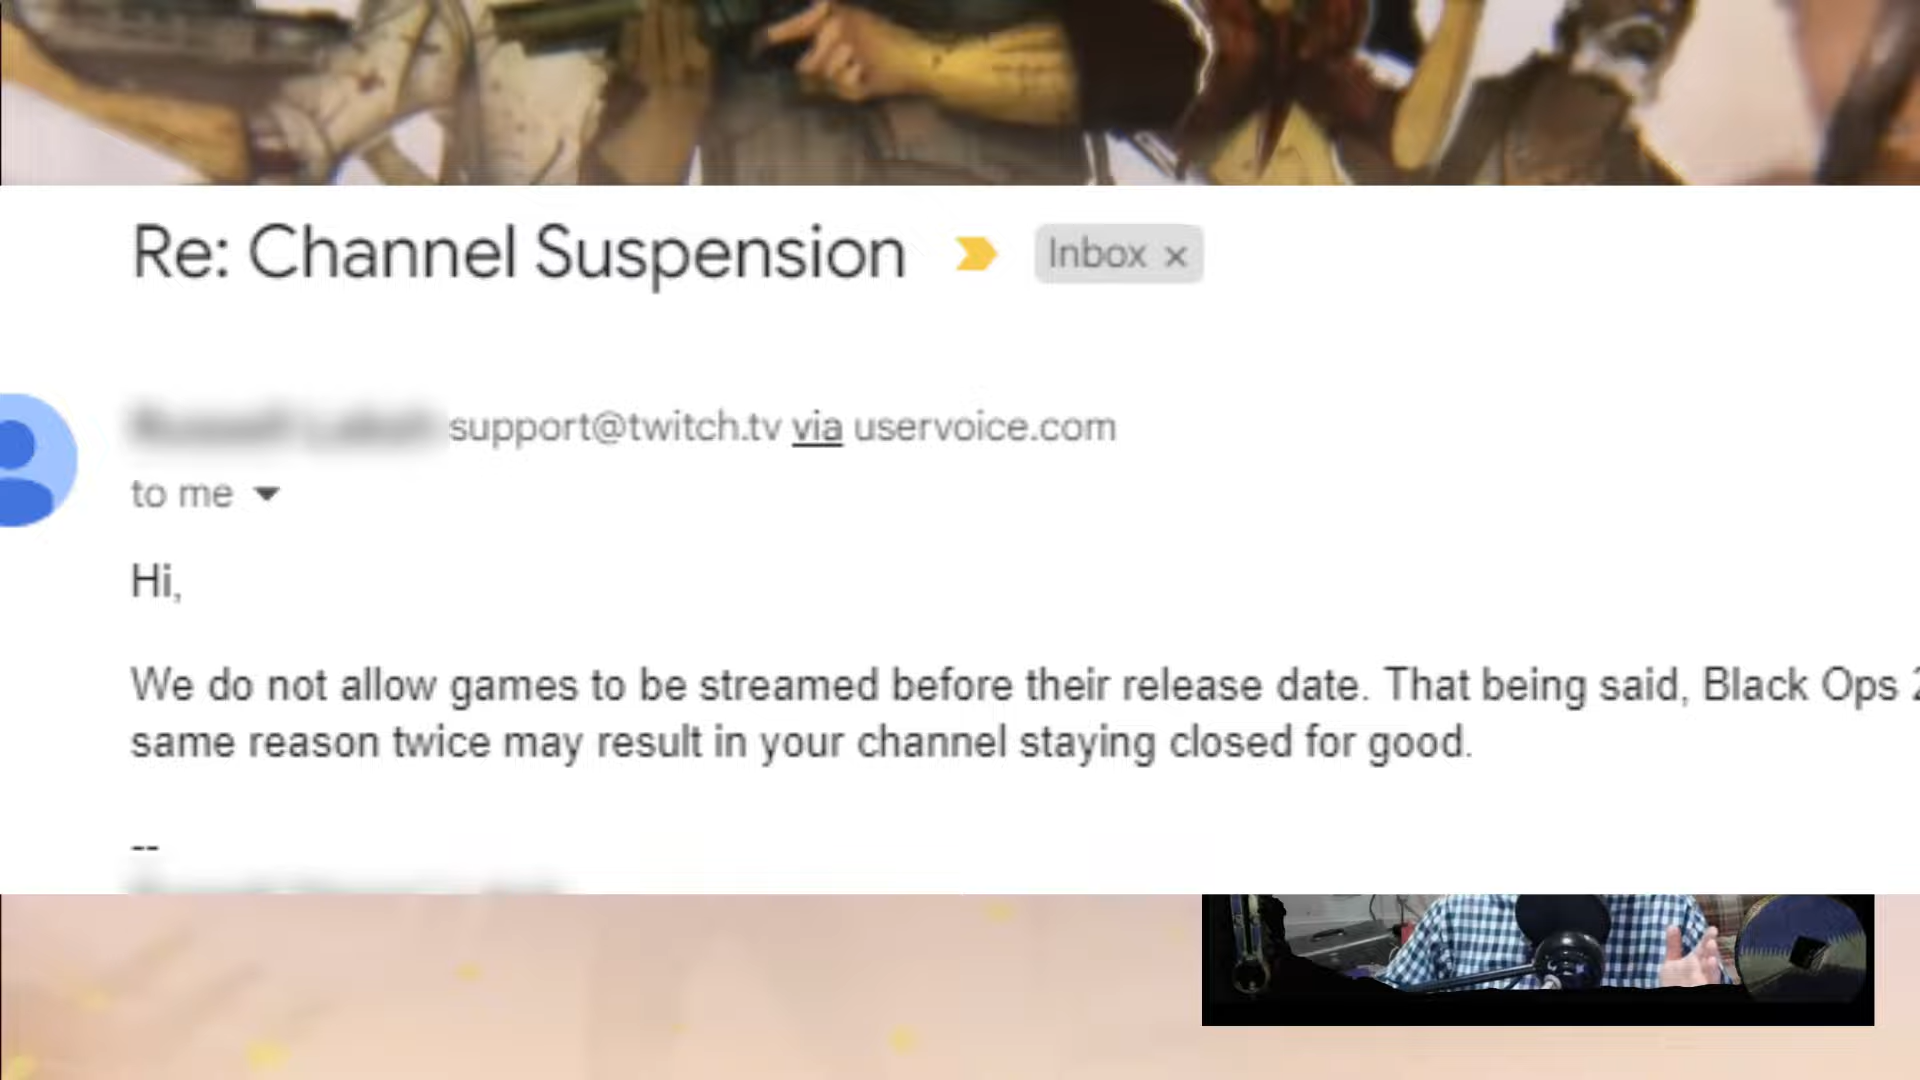 Re: Channel Suspension
Inbox x
support@twitch.tv via uservoice.com
to me
Hi,
We do not allow games to be streamed before their release date. That being said, Black Ops 2
same reason twice may result in your channel staying closed for good.
--